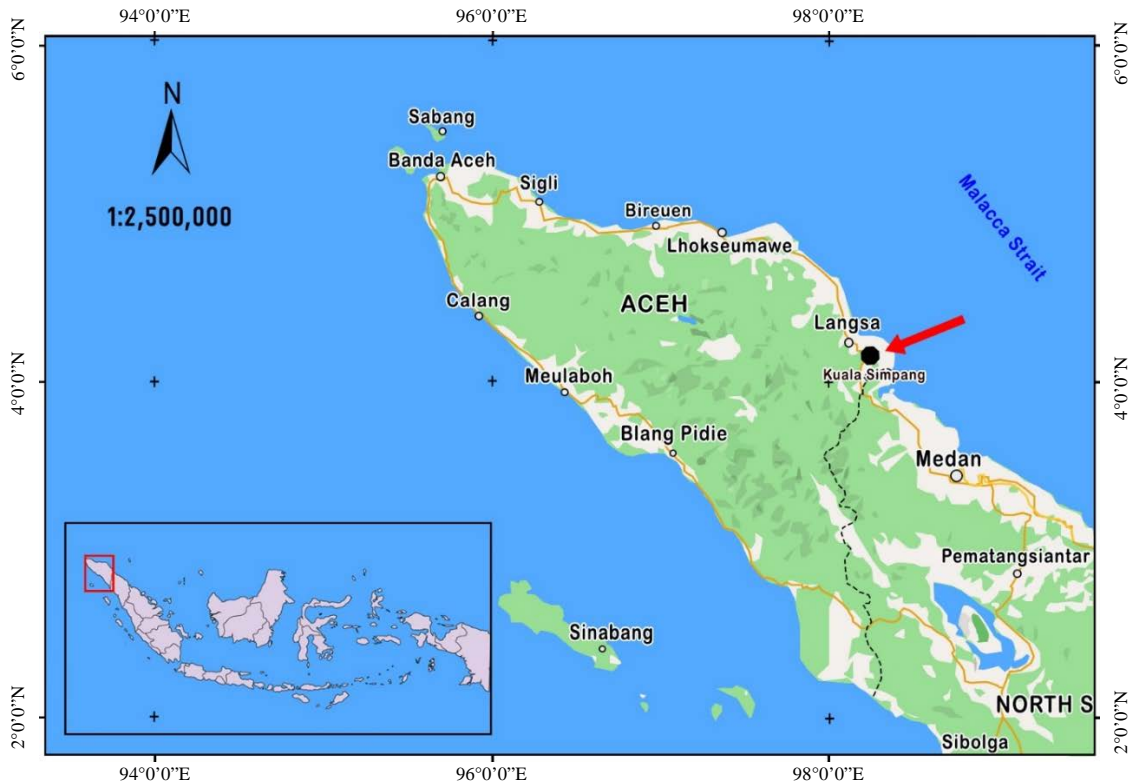 94°0'0"E 96°0'0"E 98°0'0"E
6°0'0"N
6°0'0"N
N
1:2,500,000
Sabang
Banda Aceh
Sigli
Bireuen
Lhokseumawe
Malacca Strait
Calang
ACEH
Langsa
Kuala Simpang
4°0'0"N
4°0'0"N
Meulaboh
Blang Pidie
Medan
Pematangsiantar
Sinabang
NORTH S
2°0'0"N
2°0'0"N
Sibolga
94°0'0"E 96°0'0"E 98°0'0"E